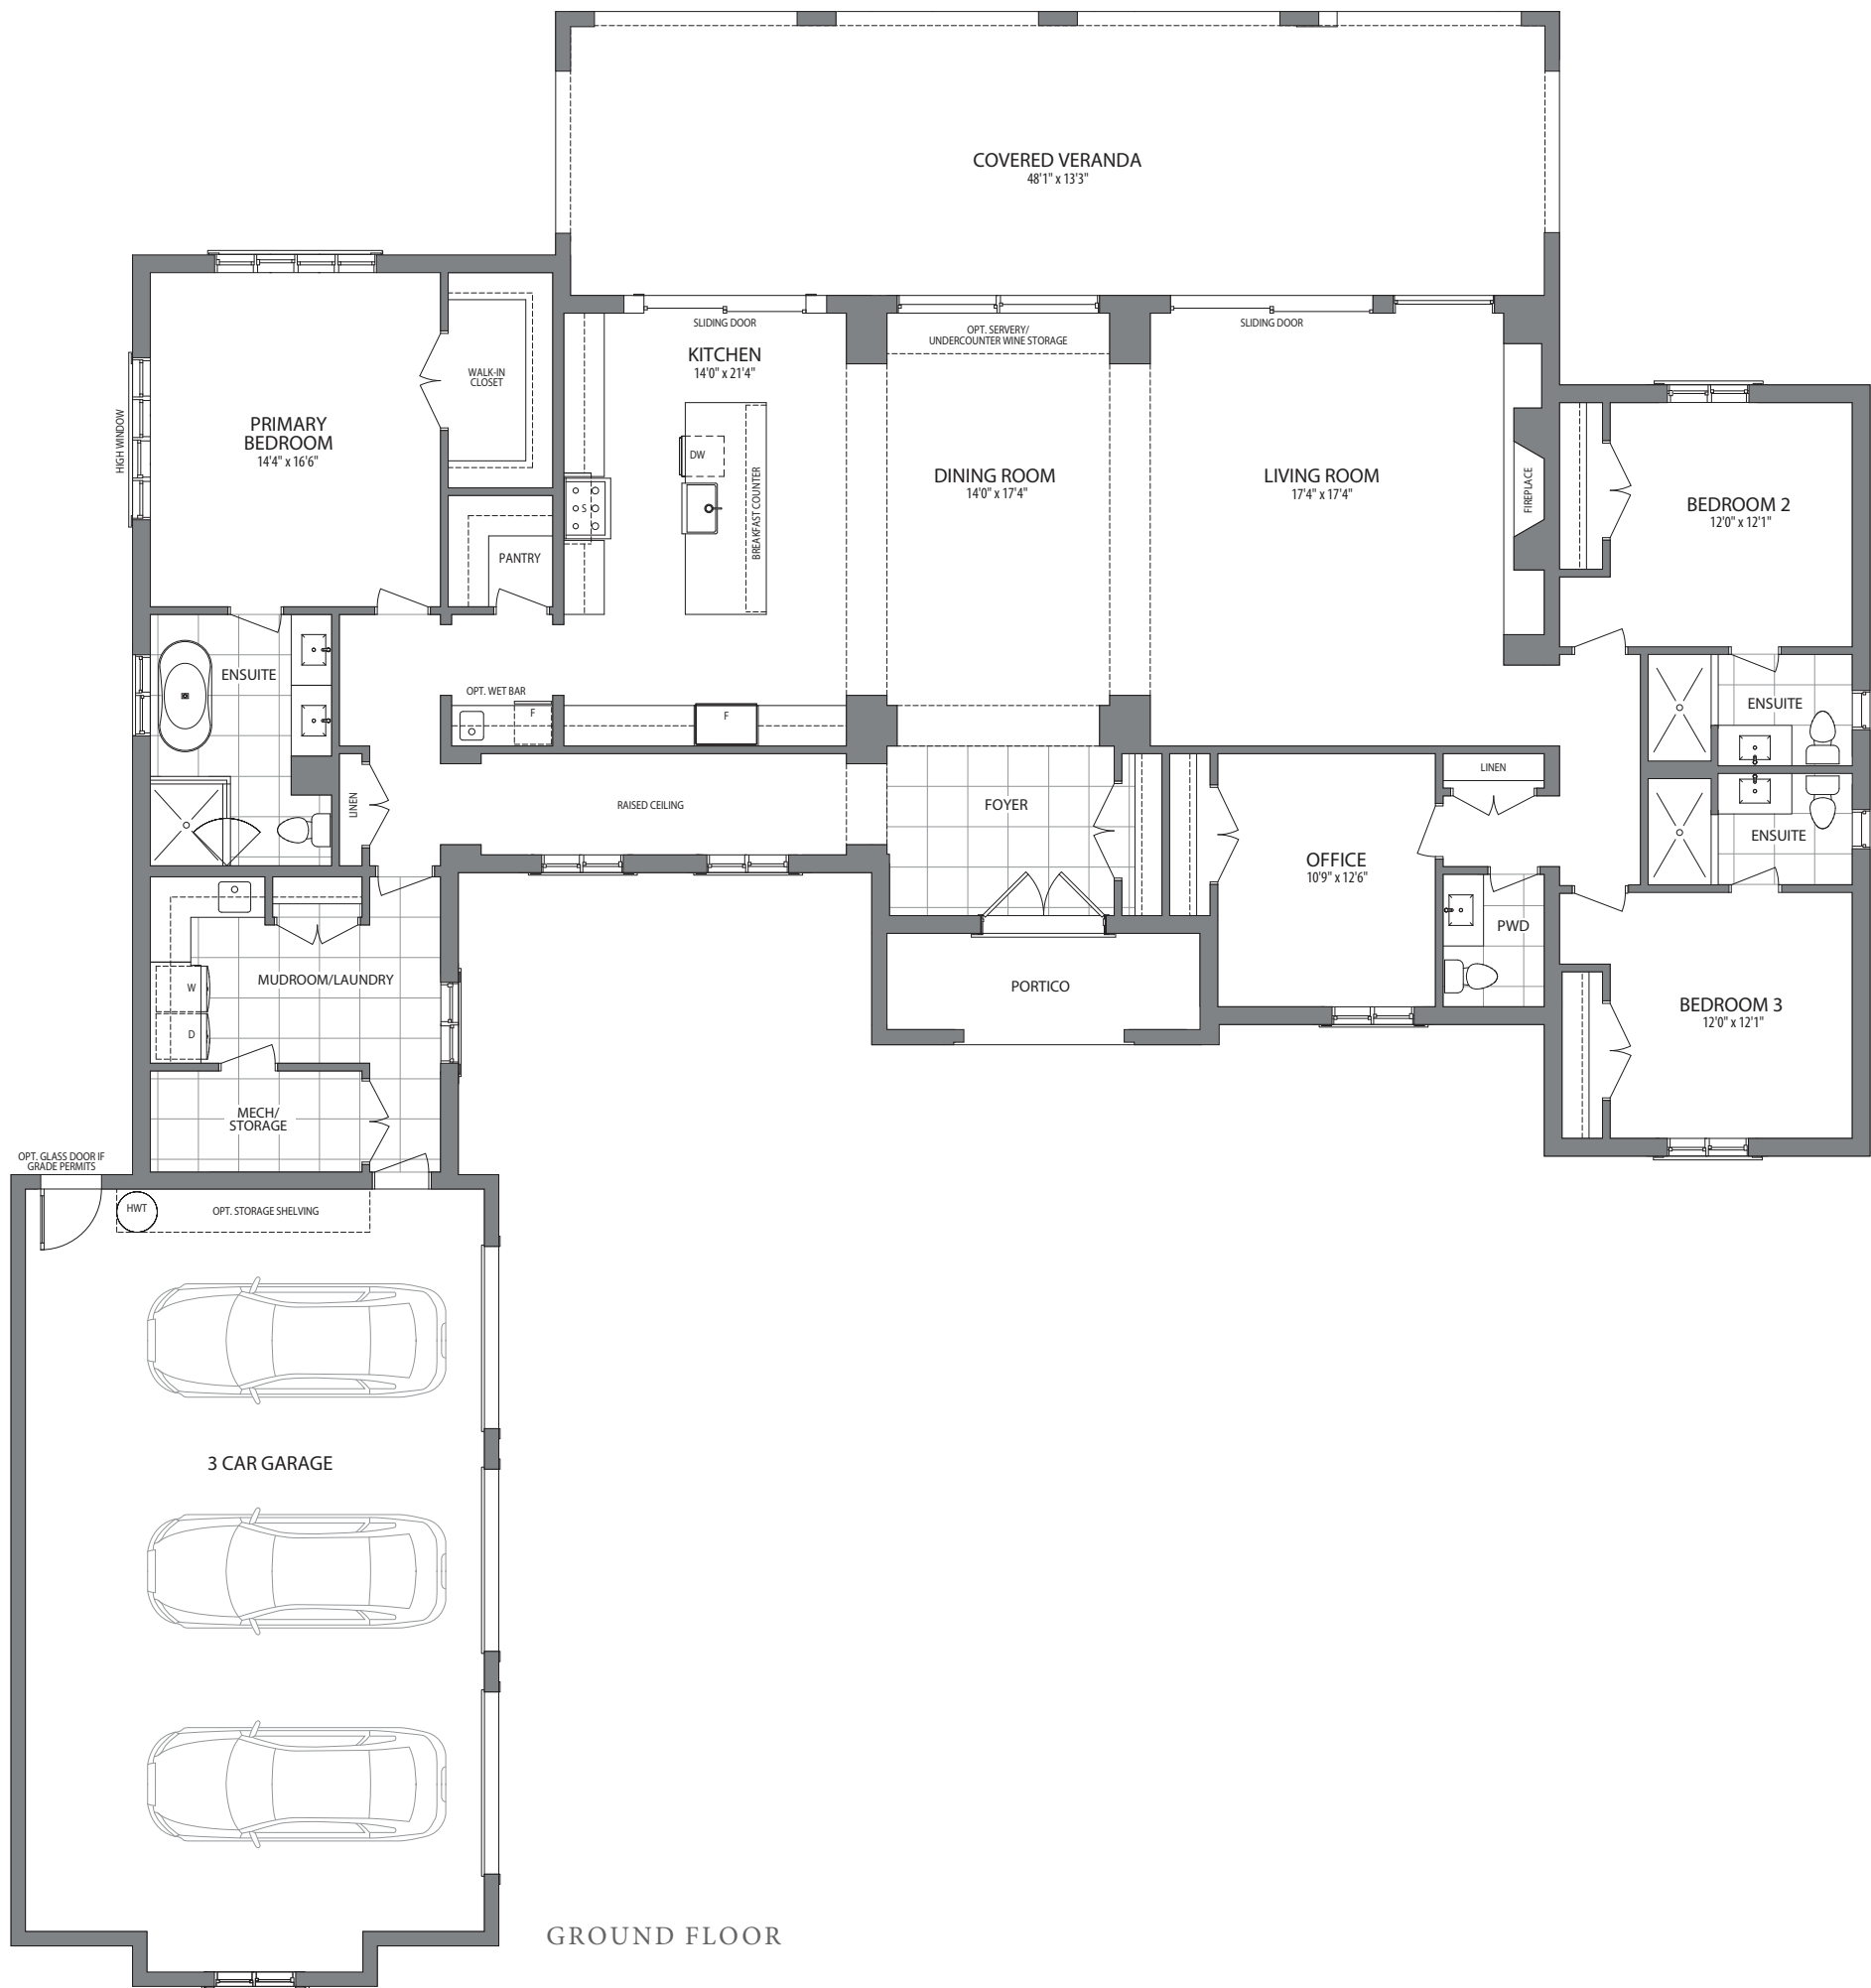 COVERED VERANDA
48'1" x 13'3"
SLIDING DOOR
OPT. SERVERY/
UNDERCOUNTER WINE STORAGE
SLIDING DOOR
KITCHEN
14'0" x 21'4"
WALK-IN
CLOSET
HIGH WINDOW
PRIMARY
BEDROOM
14'4" x 16'6"
DW
BREAKFAST COUNTER
S
DINING ROOM
14'0" x 17'4"
LIVING ROOM
17'4" x 17'4"
FIREPLACE
BEDROOM 2
12'0" x 12'1"
PANTRY
ENSUITE
OPT. WET BAR
F
F
ENSUITE
LINEN
RAISED CEILING
FOYER
LINEN
ENSUITE
OFFICE
10'9" x 12'6"
PWD
MUDROOM/LAUNDRY
W
D
PORTICO
BEDROOM 3
12'0" x 12'1"
MECH/
STORAGE
OPT. GLASS DOOR IF
GRADE PERMITS
HWT
OPT. STORAGE SHELVING
3 CAR GARAGE
GROUND FLOOR